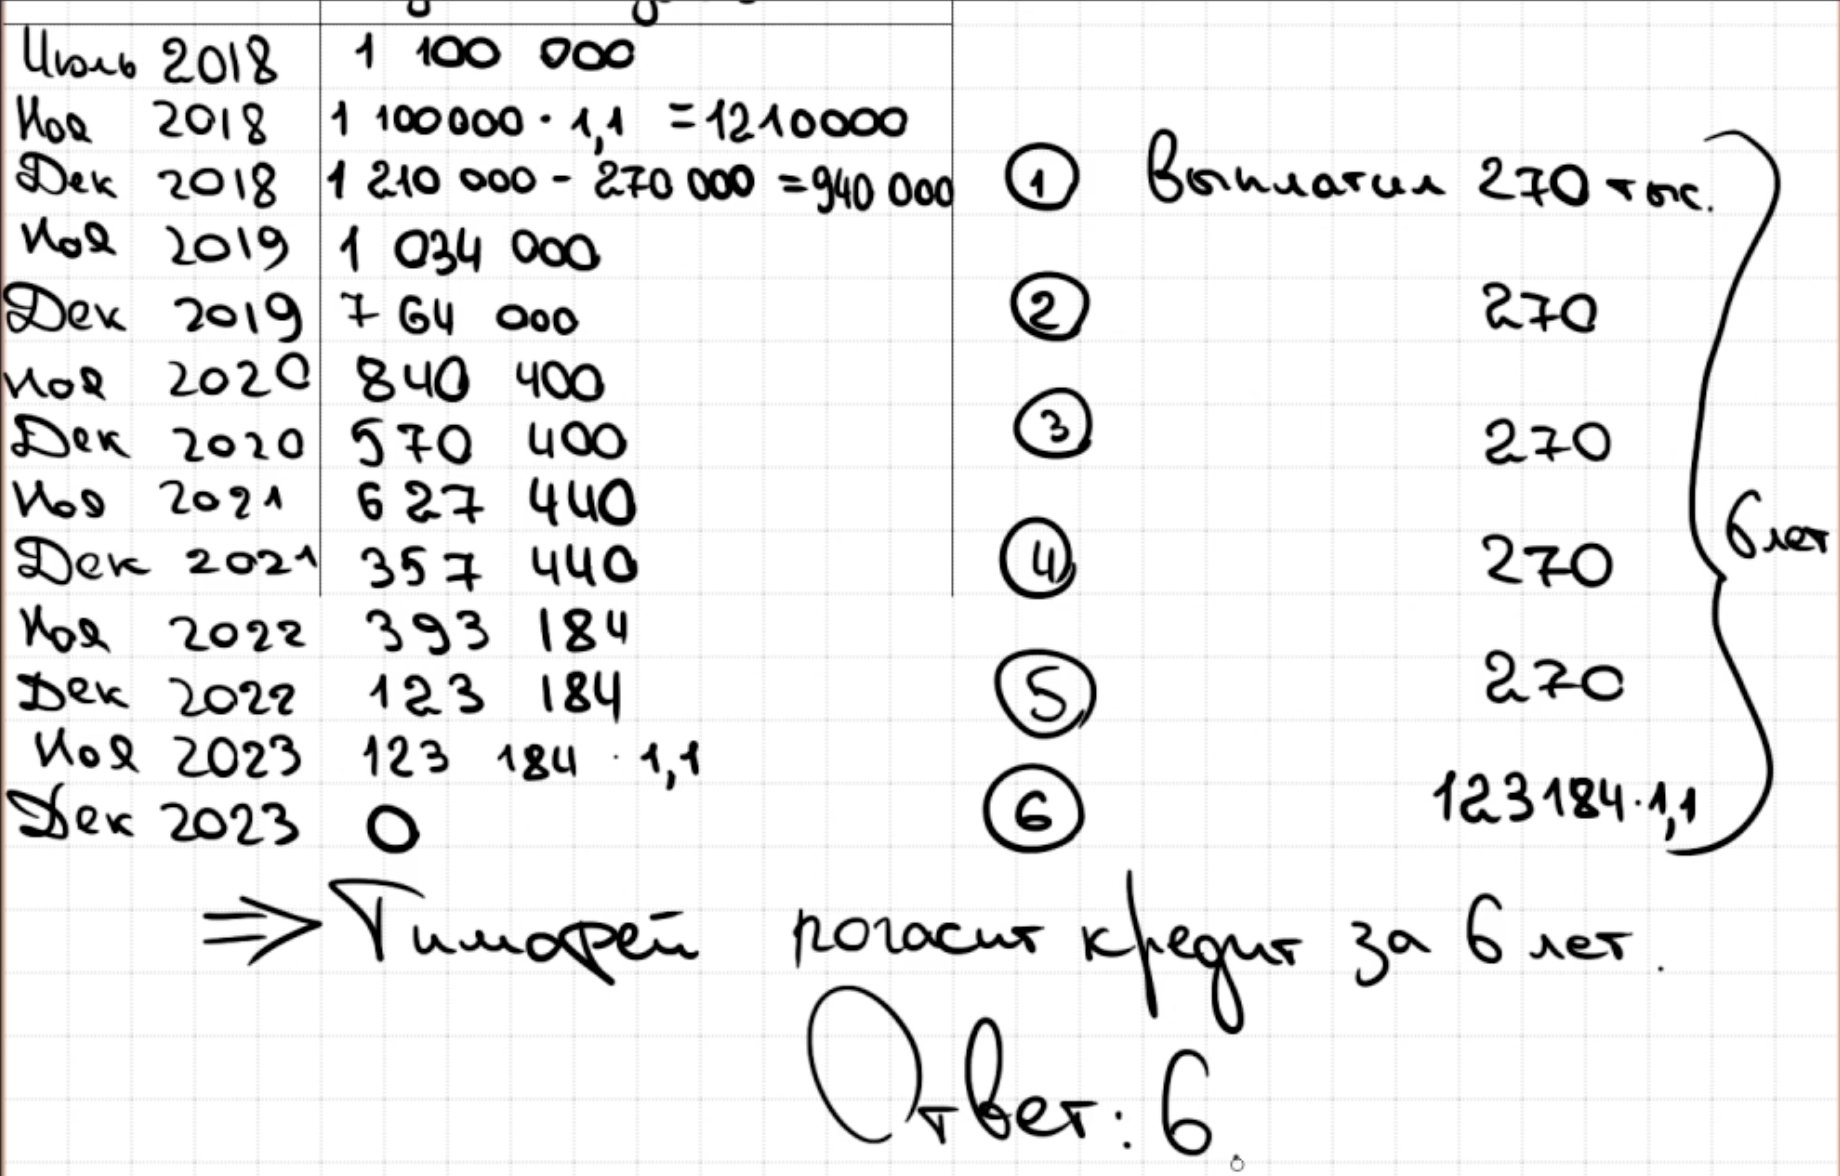 Июль 2018 1 100 000
Ноя 2018 1 100000 · 1,1 = 1210000
Дек 2018 1 210 000 - 270 000 = 940 000 ① Выплатил 270 тыс.
Ноя 2019 1 034 000
Дек 2019 764 000 ② 270
Ноя 2020 840 400
Дек 2020 570 400 ③ 270
Ноя 2021 627 440
Дек 2021 357 440 ④ 270
6 лет
Ноя 2022 393 184
Дек 2022 123 184 ⑤ 270
Ноя 2023 123 184 · 1,1
Дек 2023 0 ⑥ 123184·1,1
⇒ Тимофей погасит кредит за 6 лет.
Ответ: 6.